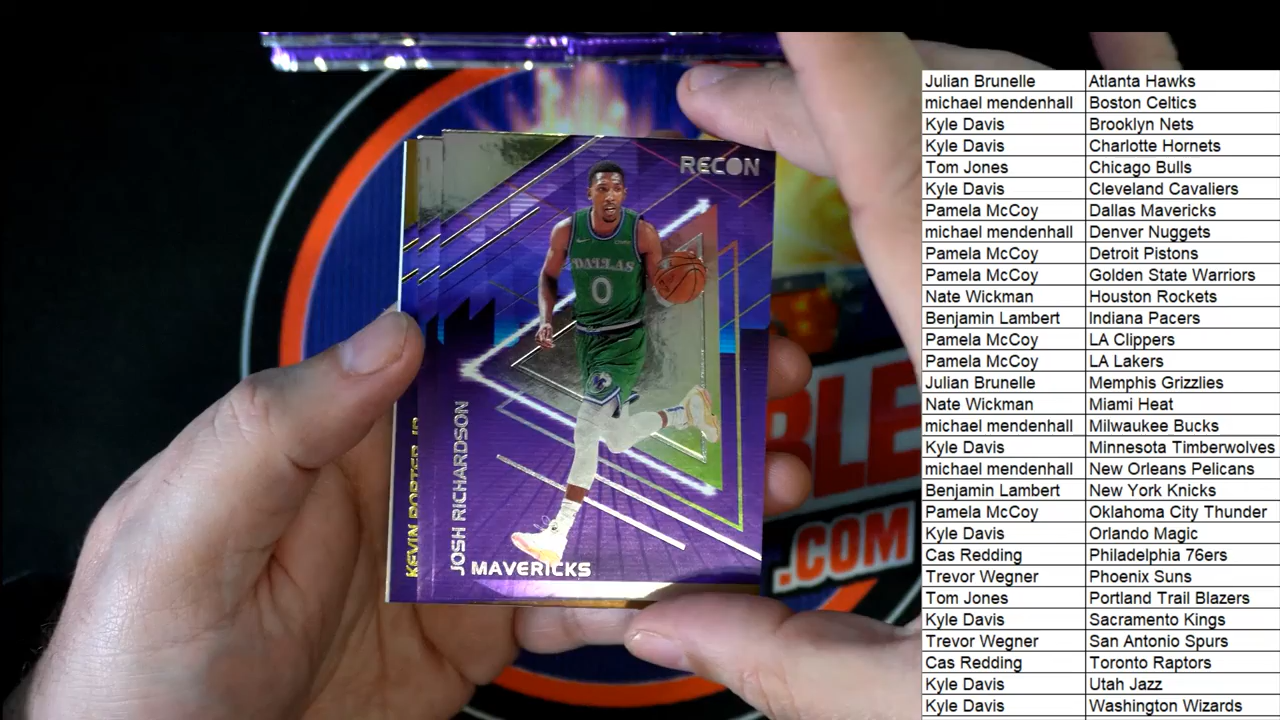 RECON
DALLAS
0
JOSH RICHARDSON
MAVERICKS
KEVIN PORTER JR
BLE
.COM
Julian Brunelle Atlanta Hawks
michael mendenhall Boston Celtics
Kyle Davis Brooklyn Nets
Kyle Davis Charlotte Hornets
Tom Jones Chicago Bulls
Kyle Davis Cleveland Cavaliers
Pamela McCoy Dallas Mavericks
michael mendenhall Denver Nuggets
Pamela McCoy Detroit Pistons
Pamela McCoy Golden State Warriors
Nate Wickman Houston Rockets
Benjamin Lambert Indiana Pacers
Pamela McCoy LA Clippers
Pamela McCoy LA Lakers
Julian Brunelle Memphis Grizzlies
Nate Wickman Miami Heat
michael mendenhall Milwaukee Bucks
Kyle Davis Minnesota Timberwolves
michael mendenhall New Orleans Pelicans
Benjamin Lambert New York Knicks
Pamela McCoy Oklahoma City Thunder
Kyle Davis Orlando Magic
Cas Redding Philadelphia 76ers
Trevor Wegner Phoenix Suns
Tom Jones Portland Trail Blazers
Kyle Davis Sacramento Kings
Trevor Wegner San Antonio Spurs
Cas Redding Toronto Raptors
Kyle Davis Utah Jazz
Kyle Davis Washington Wizards